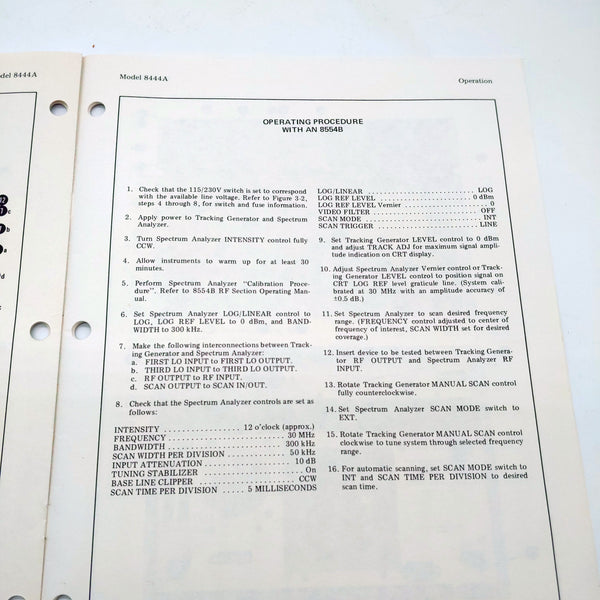 del 8444A
Model 8444A
Operation
OPERATING PROCEDURE
WITH AN 8554B
1. Check that the 115/230V switch is set to correspond
with the available line voltage. Refer to Figure 3-2,
steps 4 through 8, for switch and fuse information.
2. Apply power to Tracking Generator and Spectrum
Analyzer.
3. Turn Spectrum Analyzer INTENSITY control fully
CCW.
4. Allow instruments to warm up for at least 30
minutes.
5. Perform Spectrum Analyzer "Calibration Proce-
dure". Refer to 8554B RF Section Operating Man-
ual.
6. Set Spectrum Analyzer LOG/LINEAR control to
LOG, LOG REF LEVEL to 0 dBm, and BAND-
WIDTH to 300 kHz.
7. Make the following interconnections between Track-
ing Generator and Spectrum Analyzer:
a. FIRST LO INPUT to FIRST LO OUTPUT.
b. THIRD LO INPUT to THIRD LO OUTPUT.
c. RF OUTPUT to RF INPUT.
d. SCAN OUTPUT to SCAN IN/OUT.
8. Check that the Spectrum Analyzer controls are set as
follows:
INTENSITY . . . . . . . . . . . . . . . 12 o'clock (approx.)
FREQUENCY . . . . . . . . . . . . . . . . . . . . . 30 MHz
BANDWIDTH . . . . . . . . . . . . . . . . . . . . . 300 kHz
SCAN WIDTH PER DIVISION . . . . . . . . . . . 50 kHz
INPUT ATTENUATION . . . . . . . . . . . . . . . . 10 dB
TUNING STABILIZER . . . . . . . . . . . . . . . . . . On
BASE LINE CLIPPER . . . . . . . . . . . . . . . . . CCW
SCAN TIME PER DIVISION . . . . . 5 MILLISECONDS
LOG/LINEAR . . . . . . . . . . . . . . . . . . . . . . . LOG
LOG REF LEVEL . . . . . . . . . . . . . . . . . . . 0 dBm
LOG REF LEVEL Vernier . . . . . . . . . . . . . . . . . 0
VIDEO FILTER . . . . . . . . . . . . . . . . . . . . . . OFF
SCAN MODE . . . . . . . . . . . . . . . . . . . . . . . . INT
SCAN TRIGGER . . . . . . . . . . . . . . . . . . . . . LINE
9. Set Tracking Generator LEVEL control to 0 dBm
and adjust TRACK ADJ for maximum signal ampli-
tude indication on CRT display.
10. Adjust Spectrum Analyzer Vernier control or Track-
ing Generator LEVEL control to position signal on
CRT LOG REF level graticule line. (System cali-
brated at 30 MHz with an amplitude accuracy of
±0.5 dB.)
11. Set Spectrum Analyzer to scan desired frequency
range. (FREQUENCY control adjusted to center of
frequency of interest, SCAN WIDTH set for desired
coverage.)
12. Insert device to be tested between Tracking Genera-
tor RF OUTPUT and Spectrum Analyzer RF
INPUT.
13. Rotate Tracking Generator MANUAL SCAN control
fully counterclockwise.
14. Set Spectrum Analyzer SCAN MODE switch to
EXT.
15. Rotate Tracking Generator MANUAL SCAN control
clockwise to tune system through selected frequency
range.
16. For automatic scanning, set SCAN MODE switch to
INT and SCAN TIME PER DIVISION to desired
scan time.